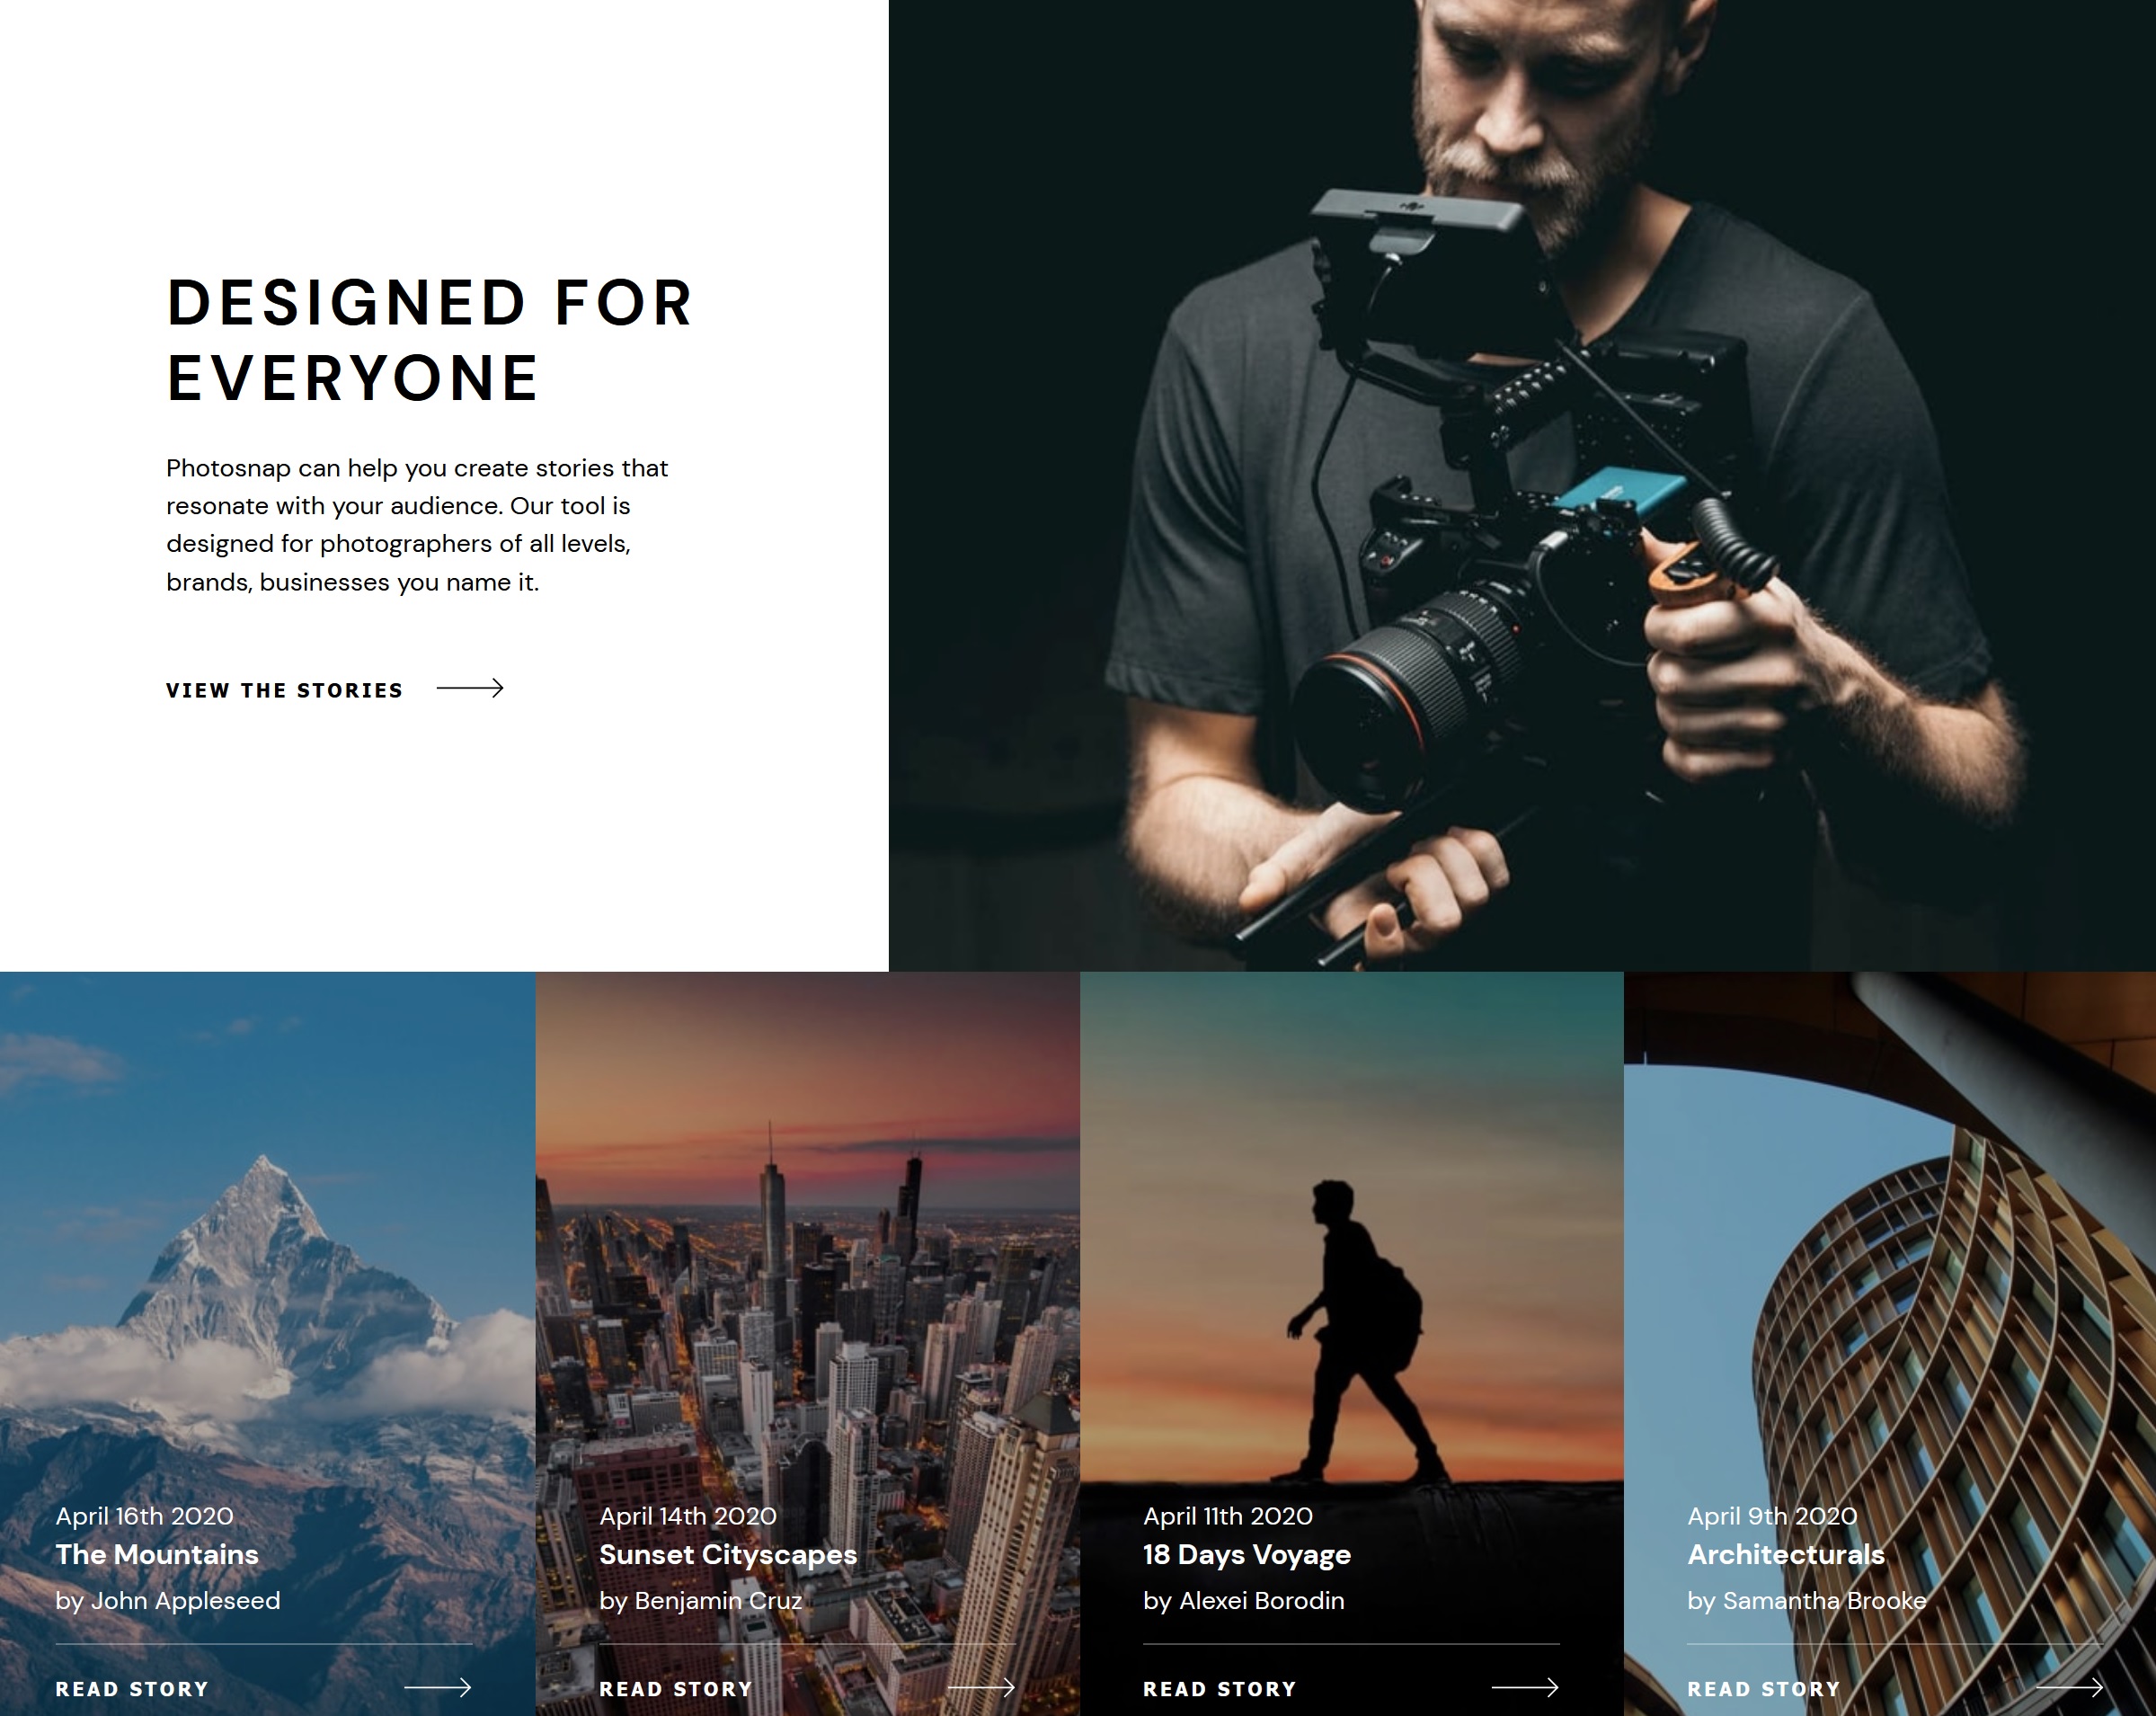 DESIGNED FOR
EVERYONE
Photosnap can help you create stories that
resonate with your audience. Our tool is
designed for photographers of all levels,
brands, businesses you name it.
VIEW THE STORIES
April 16th 2020
The Mountains
by John Appleseed
READ STORY
April 14th 2020
Sunset Cityscapes
by Benjamin Cruz
READ STORY
April 11th 2020
18 Days Voyage
by Alexei Borodin
READ STORY
April 9th 2020
Architecturals
by Samantha Brooke
READ STORY